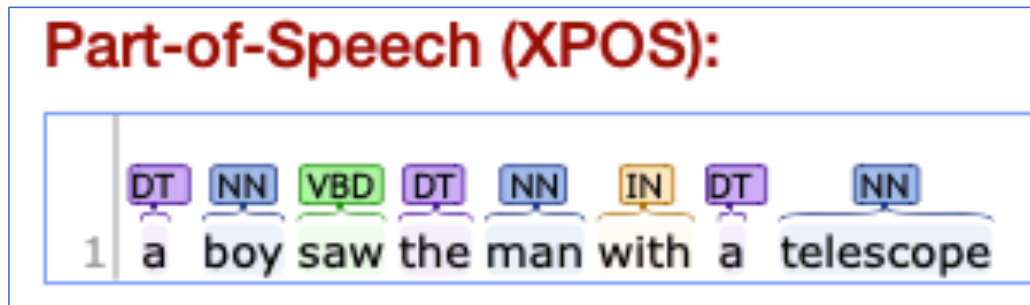 Part-of-Speech (XPOS):
DT NN VBD DT NN IN DT NN
1 a boy saw the man with a telescope